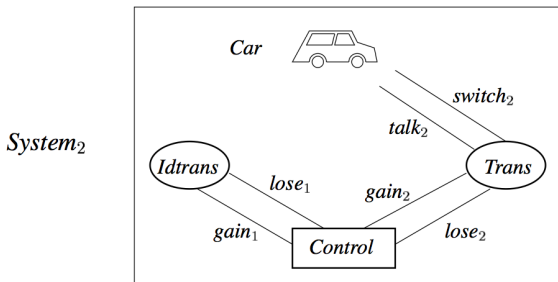 Car
switch₂
talk₂
System₂
Idtrans
Trans
lose₁
gain₂
gain₁
Control
lose₂